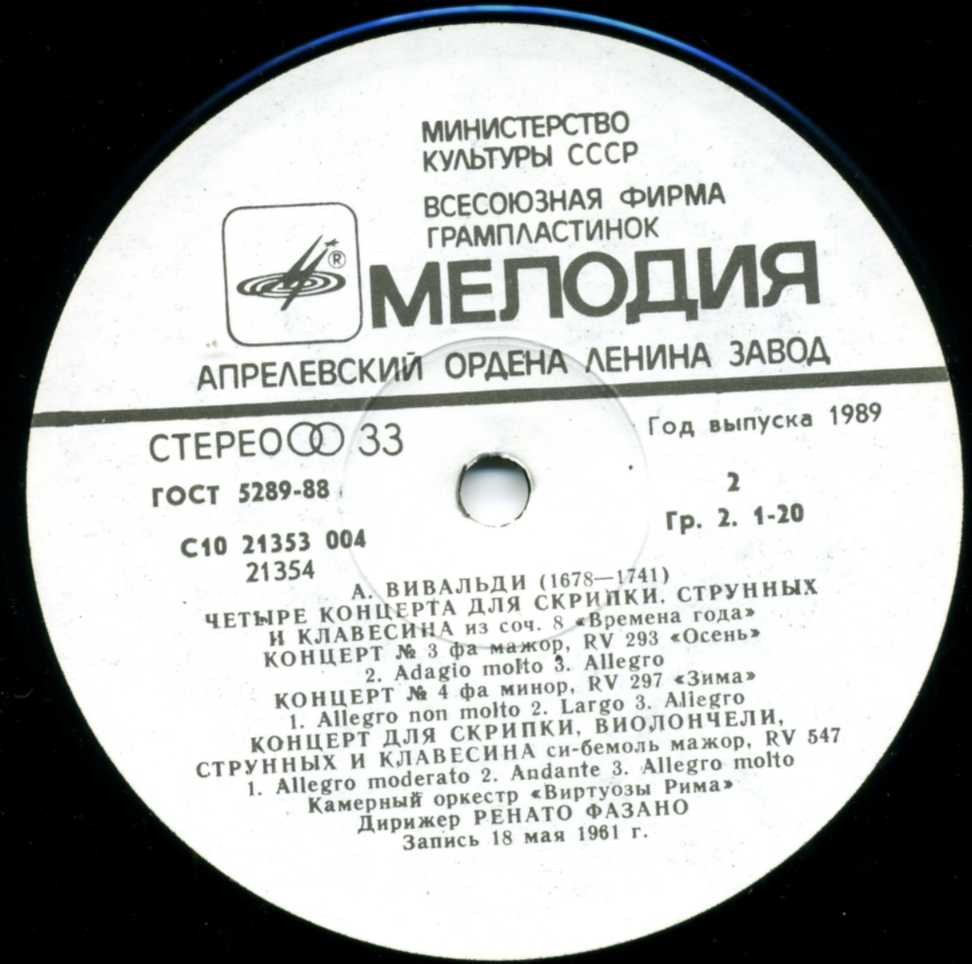 МИНИСТЕРСТВО
КУЛЬТУРЫ СССР
ВСЕСОЮЗНАЯ ФИРМА
ГРАМПЛАСТИНОК
®
МЕЛОДИЯ
АПРЕЛЕВСКИЙ ОРДЕНА ЛЕНИНА ЗАВОД
СТЕРЕО 33
Год выпуска 1989
ГОСТ 5289-88
2
Гр. 2. 1-20
С10 21353 004
21354
А. ВИВАЛЬДИ (1678—1741)
ЧЕТЫРЕ КОНЦЕРТА ДЛЯ СКРИПКИ, СТРУННЫХ
И КЛАВЕСИНА из соч. 8 «Времена года»
КОНЦЕРТ № 3 фа мажор, RV 293 «Осень»
2. Adagio molto 3. Allegro
КОНЦЕРТ № 4 фа минор, RV 297 «Зима»
1. Allegro non molto 2. Largo 3. Allegro
КОНЦЕРТ ДЛЯ СКРИПКИ, ВИОЛОНЧЕЛИ,
СТРУННЫХ И КЛАВЕСИНА си-бемоль мажор, RV 547
1. Allegro moderato 2. Andante 3. Allegro molto
Камерный оркестр «Виртуозы Рима»
Дирижер РЕНАТО ФАЗАНО
Запись 18 мая 1961 г.